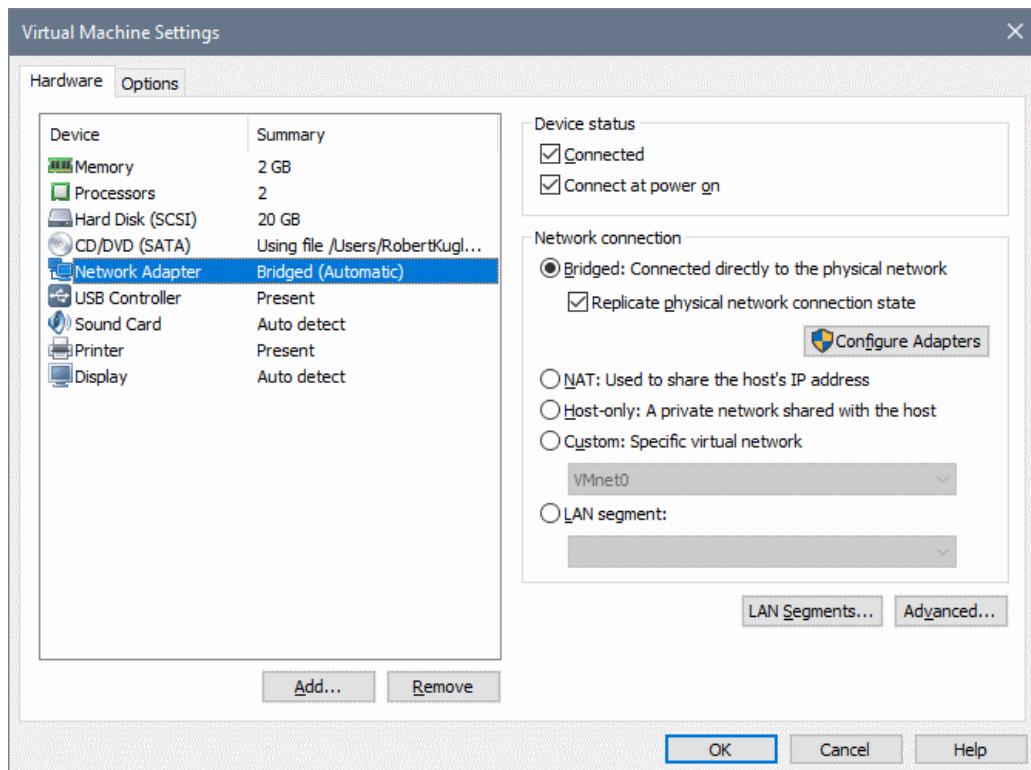 Virtual Machine Settings
Hardware Options
Device Summary
Memory 2 GB
Processors 2
Hard Disk (SCSI) 20 GB
CD/DVD (SATA) Using file /Users/RobertKugl...
Network Adapter Bridged (Automatic)
USB Controller Present
Sound Card Auto detect
Printer Present
Display Auto detect
Add... Remove
Device status
Connected
Connect at power on
Network connection
Bridged: Connected directly to the physical network
Replicate physical network connection state
Configure Adapters
NAT: Used to share the host's IP address
Host-only: A private network shared with the host
Custom: Specific virtual network
VMnet0
LAN segment:
LAN Segments... Advanced...
OK Cancel Help